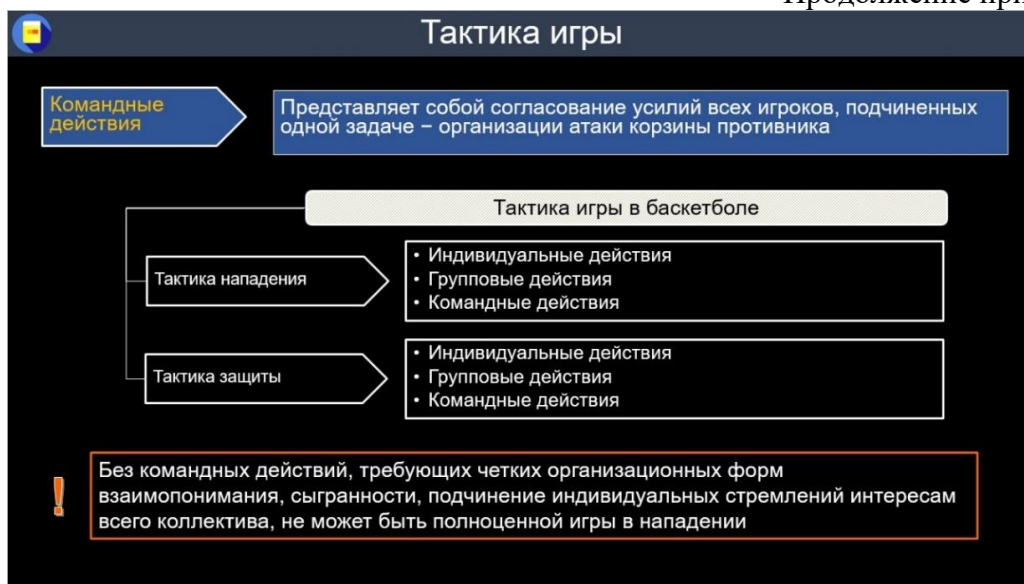 Тактика игры
Командные
действия
Представляет собой согласование усилий всех игроков, подчиненных
одной задаче – организации атаки корзины противника
Тактика игры в баскетболе
Тактика нападения
• Индивидуальные действия
• Групповые действия
• Командные действия
Тактика защиты
• Индивидуальные действия
• Групповые действия
• Командные действия
!
Без командных действий, требующих четких организационных форм
взаимопонимания, сыгранности, подчинение индивидуальных стремлений интересам
всего коллектива, не может быть полноценной игры в нападении